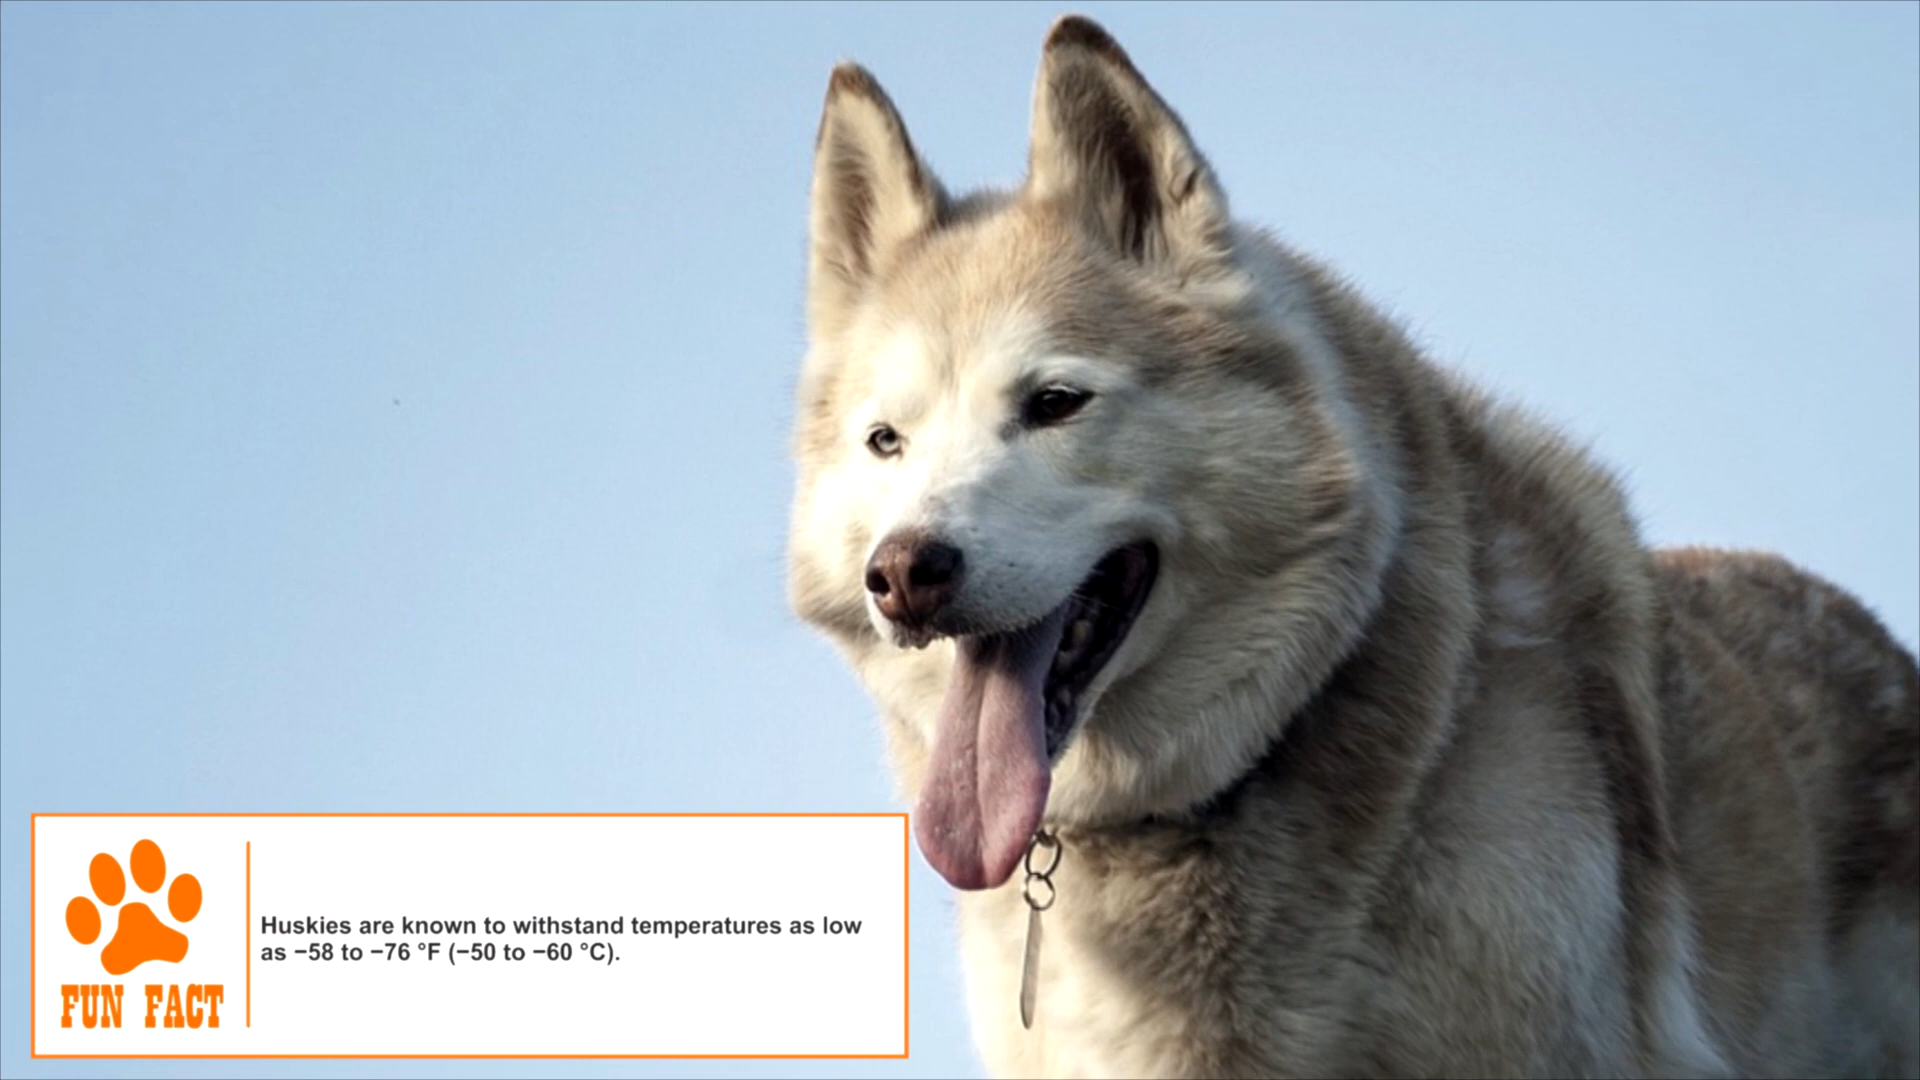 Huskies are known to withstand temperatures as low
as −58 to −76 °F (−50 to −60 °C).
FUN FACT